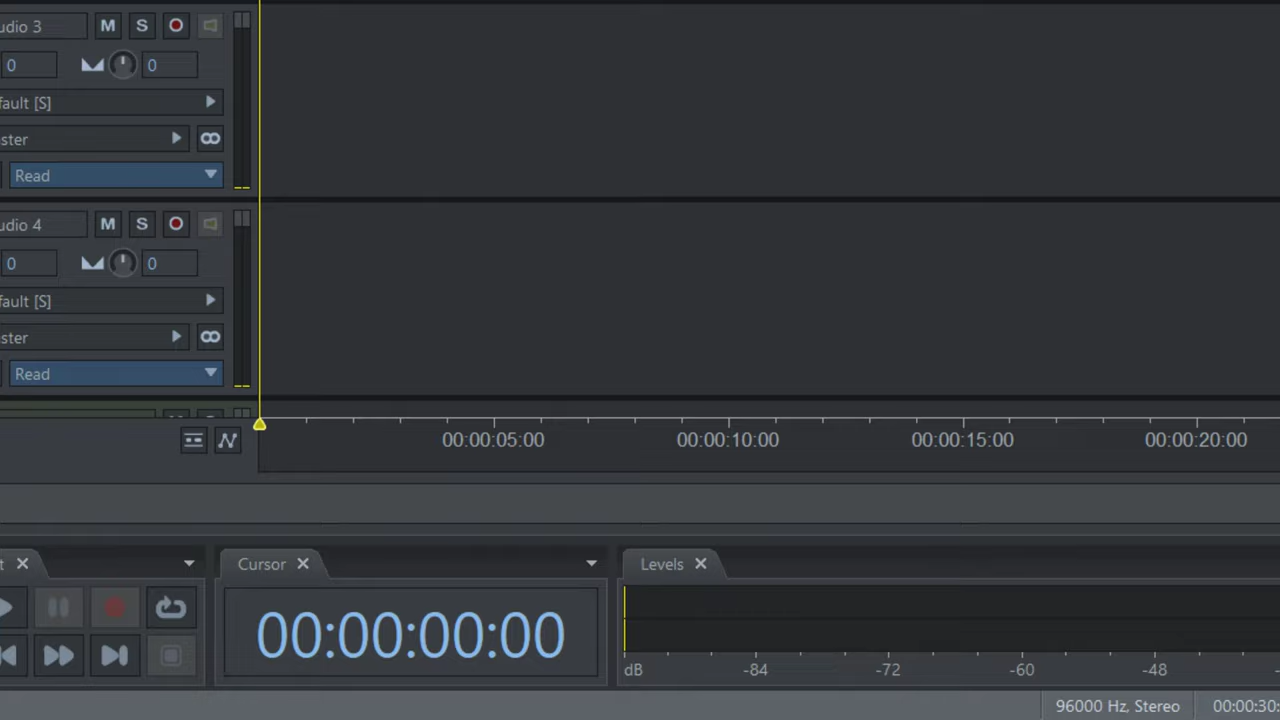 udio 3 M S
0 0
fault [S]
ster
Read
udio 4 M S
0 0
fault [S]
ster
Read
00:00:05:00 00:00:10:00 00:00:15:00 00:00:20:00
t Cursor Levels
00:00:00:00
dB -84 -72 -60 -48
96000 Hz, Stereo 00:00:30: